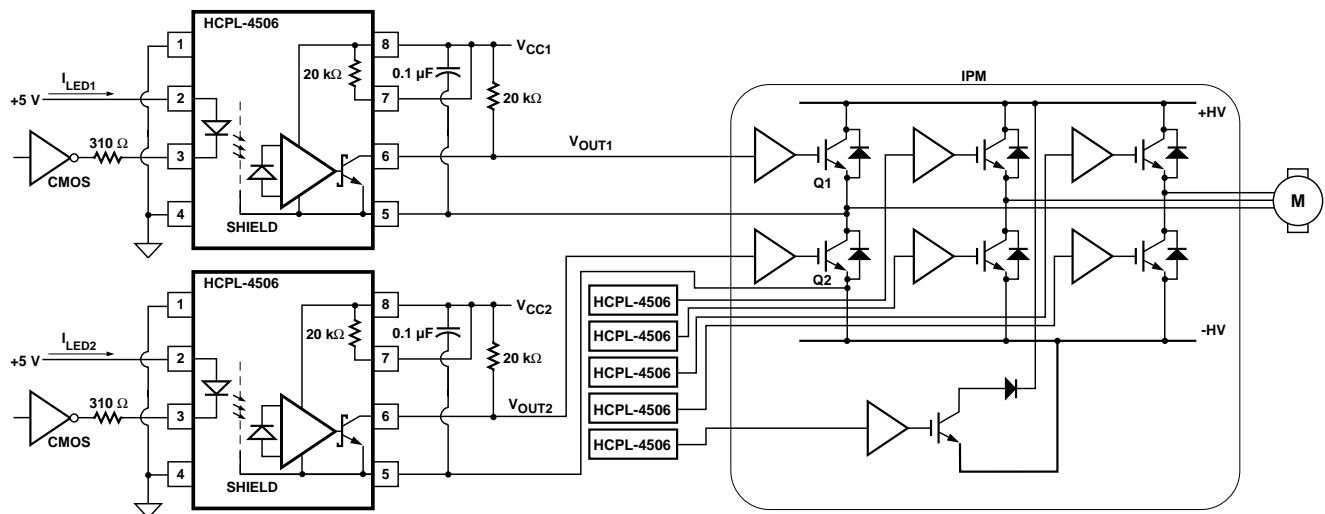 HCPL-4506
1
8
V_CC1
I_LED1
20 kΩ
0.1 µF
+5 V
2
7
20 kΩ
310 Ω
3
6
V_OUT1
CMOS
4
5
SHIELD
HCPL-4506
1
8
V_CC2
I_LED2
20 kΩ
0.1 µF
+5 V
2
7
20 kΩ
310 Ω
3
6
V_OUT2
CMOS
4
5
SHIELD
IPM
+HV
Q1
M
Q2
HCPL-4506
HCPL-4506
HCPL-4506
HCPL-4506
HCPL-4506
-HV